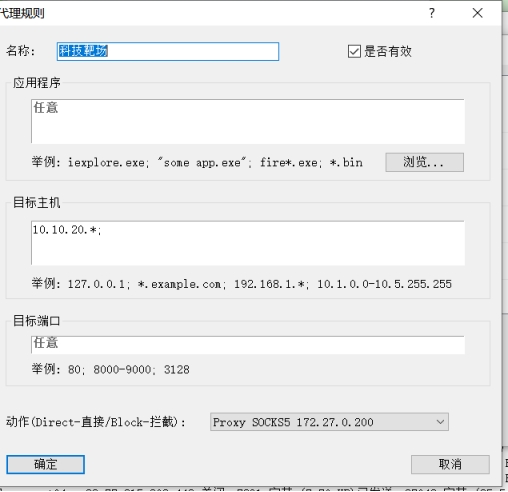 代理规则
名称:
科技靶场
是否有效
应用程序
任意
举例: iexplore.exe; "some app.exe"; fire*.exe; *.bin
浏览...
目标主机
10.10.20.*;
举例: 127.0.0.1; *.example.com; 192.168.1.*; 10.1.0.0-10.5.255.255
目标端口
任意
举例: 80; 8000-9000; 3128
动作(Direct-直接/Block-拦截):
Proxy SOCKS5 172.27.0.200
确定
取消